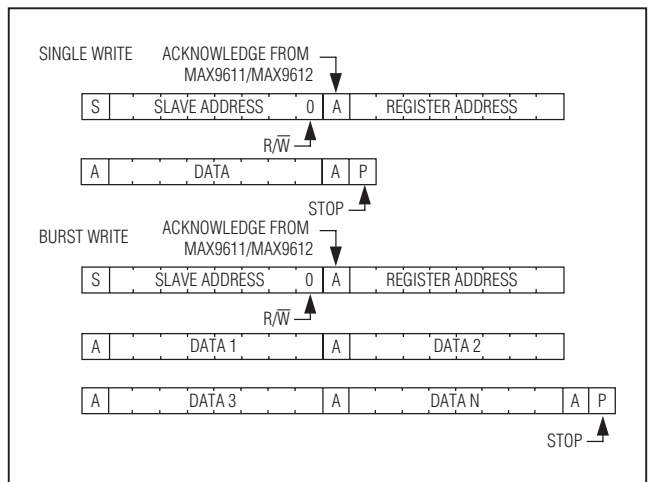 SINGLE WRITE ACKNOWLEDGE FROM
MAX9611/MAX9612
S SLAVE ADDRESS 0 A REGISTER ADDRESS
R/W̅
A DATA A P
STOP
BURST WRITE ACKNOWLEDGE FROM
MAX9611/MAX9612
S SLAVE ADDRESS 0 A REGISTER ADDRESS
R/W̅
A DATA 1 A DATA 2
A DATA 3 A DATA N A P
STOP